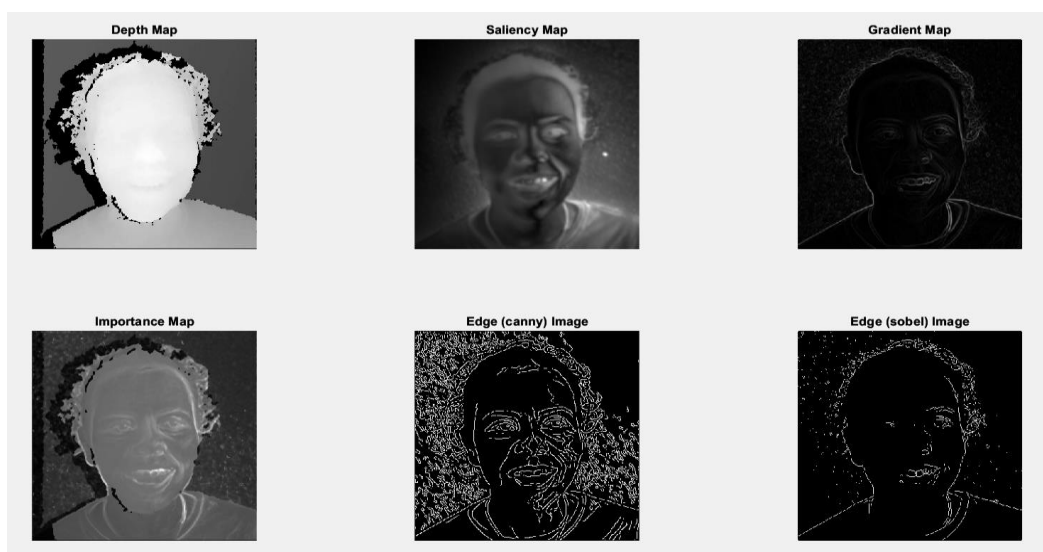 Depth Map
Saliency Map
Gradient Map
Importance Map
Edge (canny) Image
Edge (sobel) Image